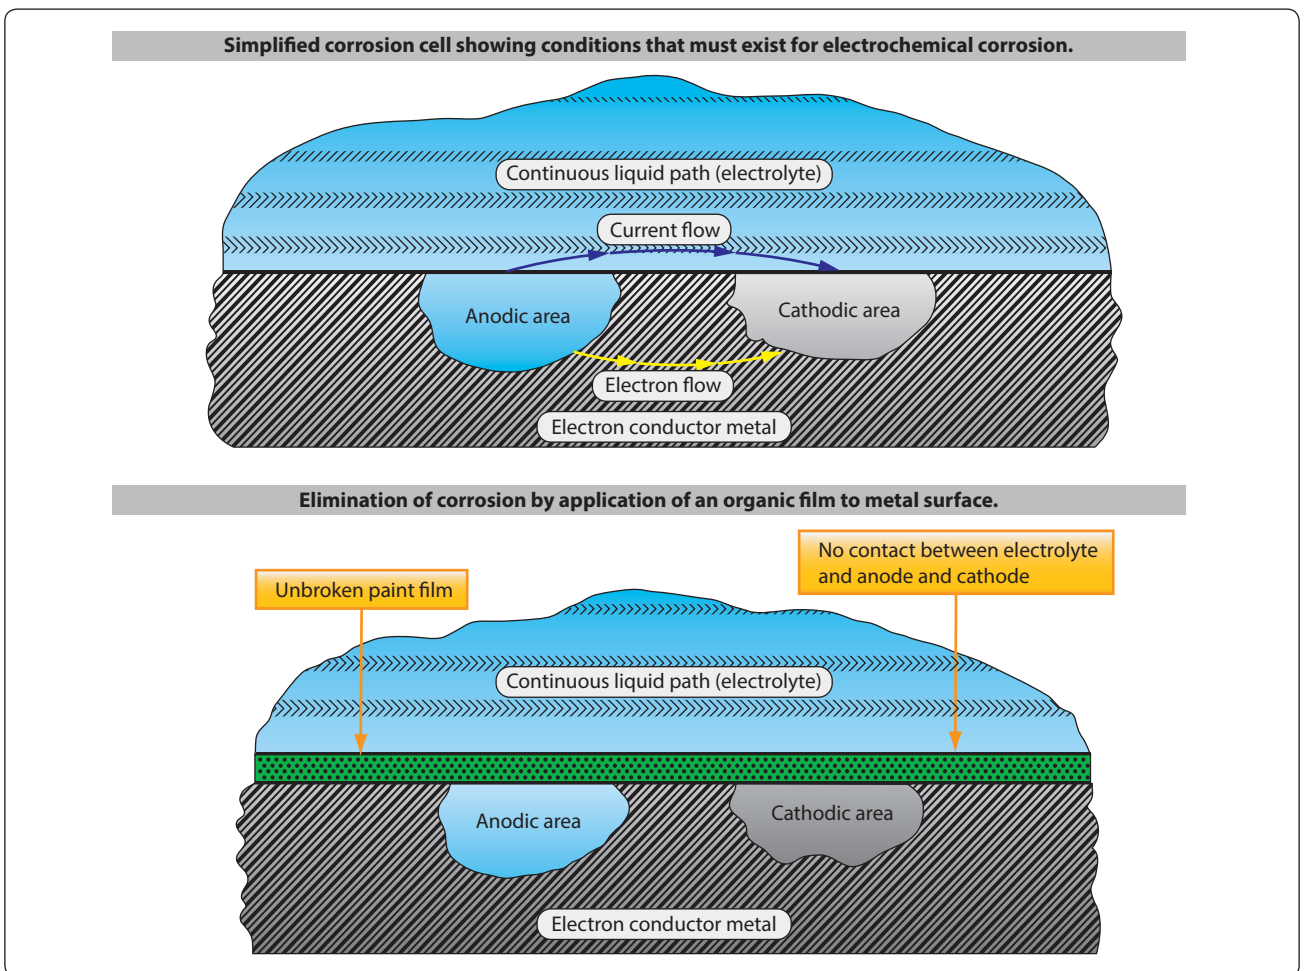 Simplified corrosion cell showing conditions that must exist for electrochemical corrosion.
Continuous liquid path (electrolyte)
Current flow
Anodic area
Cathodic area
Electron flow
Electron conductor metal
Elimination of corrosion by application of an organic film to metal surface.
No contact between electrolyte
and anode and cathode
Unbroken paint film
Continuous liquid path (electrolyte)
Anodic area
Cathodic area
Electron conductor metal